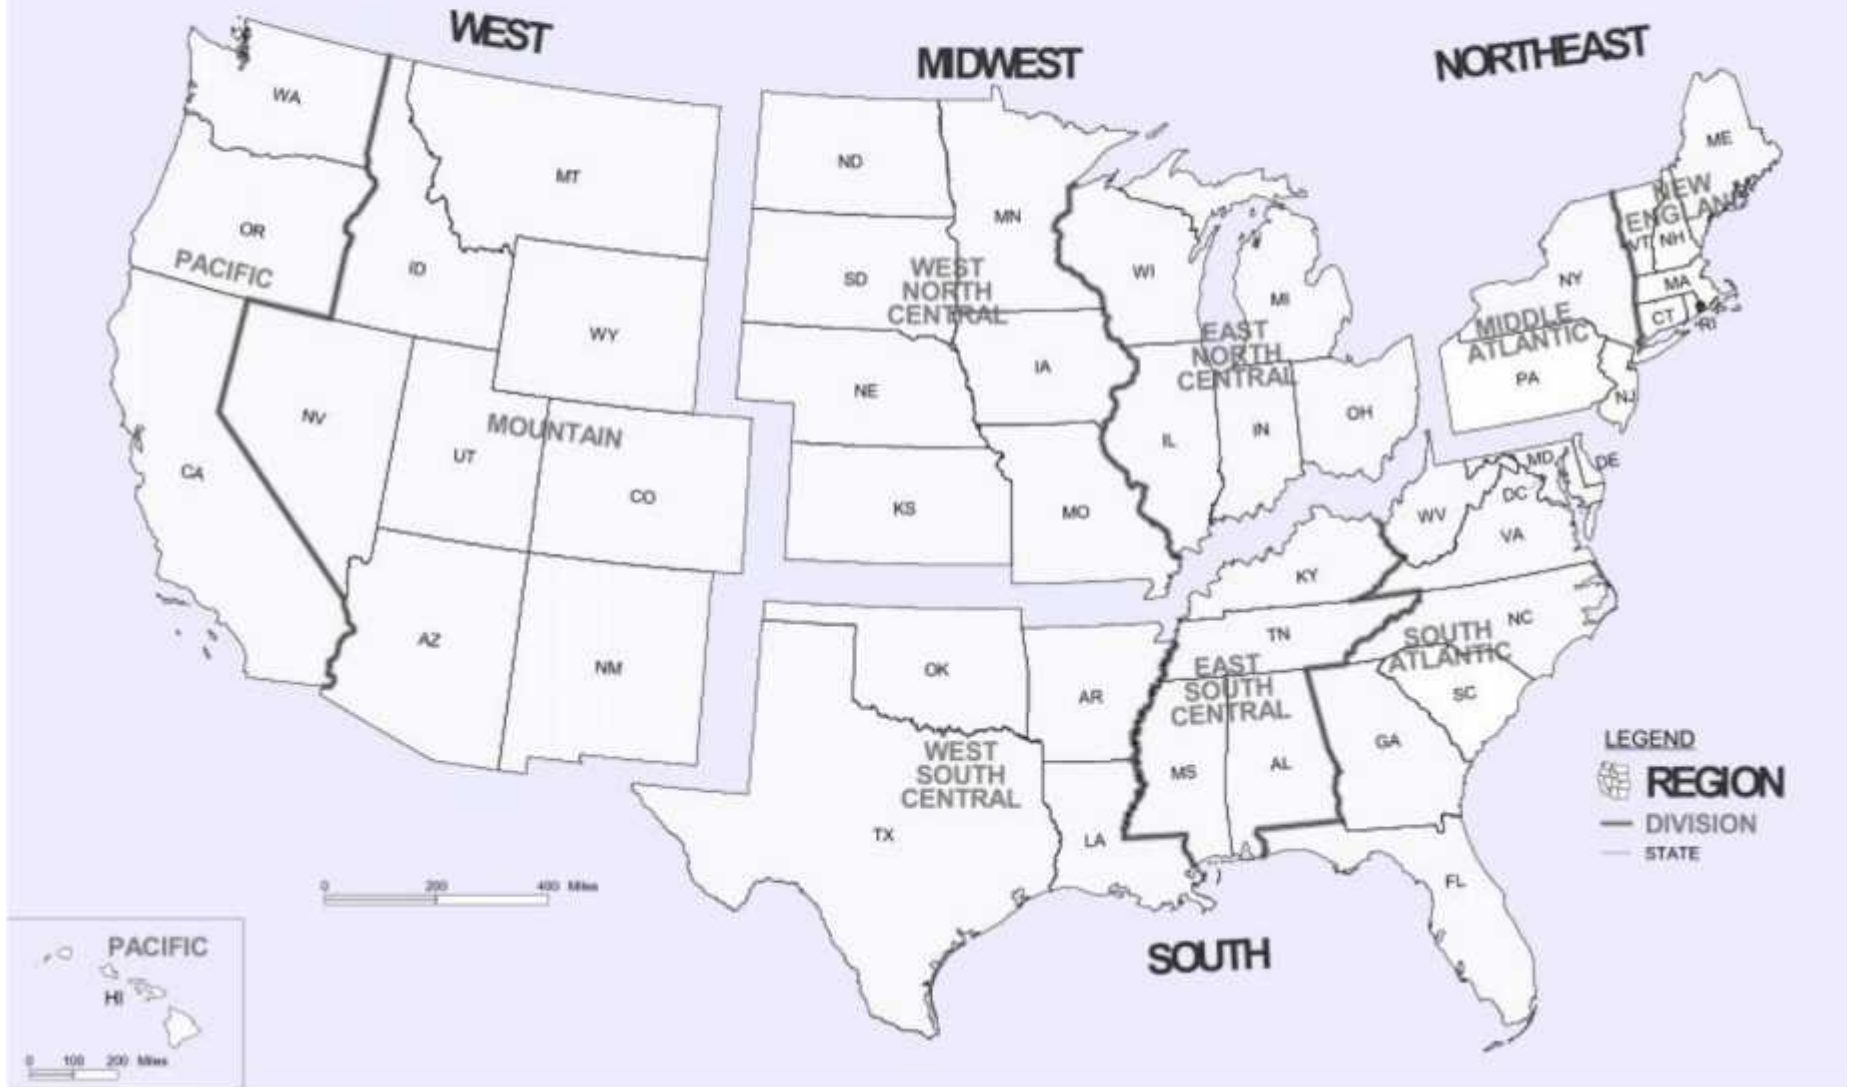 WEST
MIDWEST
NORTHEAST
WA
MT
OR
PACIFIC
ID
WY
NV
UT
MOUNTAIN
CO
CA
AZ
NM
ND
MN
SD
WEST
NORTH
CENTRAL
NE
IA
KS
MO
WI
MI
EAST
NORTH
CENTRAL
IL
IN
OH
ME
NEW
ENGLAND
VT
NH
MA
CT
RI
NY
MIDDLE
ATLANTIC
PA
NJ
MD
DE
DC
WV
VA
KY
TN
NC
SOUTH
ATLANTIC
SC
EAST
SOUTH
CENTRAL
MS
AL
GA
FL
OK
AR
WEST
SOUTH
CENTRAL
TX
LA
SOUTH
LEGEND
REGION
DIVISION
STATE
0 200 400 Miles
PACIFIC
HI
0 100 200 Miles